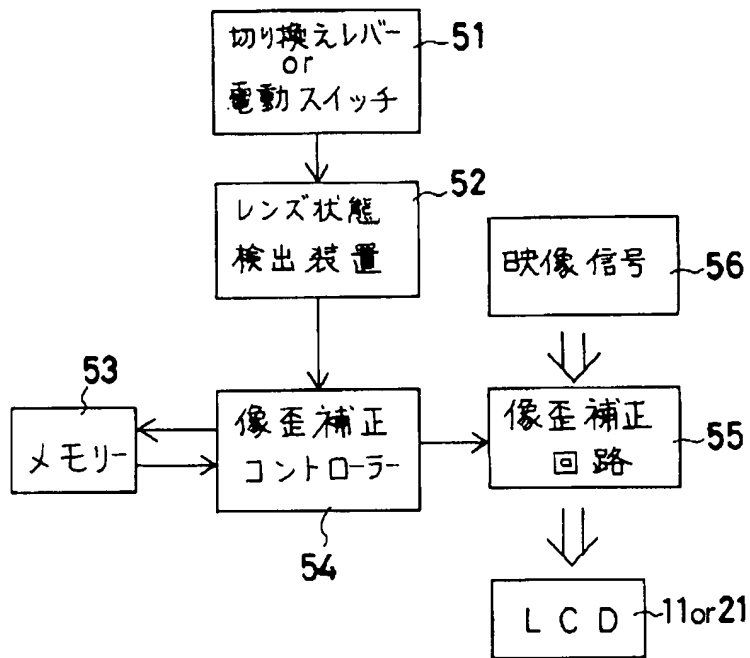 切り換えレバー
or
電動スイッチ
51
レンズ状態
検出装置
52
映像信号
56
53
メモリー
像歪補正
コントローラー
54
像歪補正
回路
55
LCD
11or21